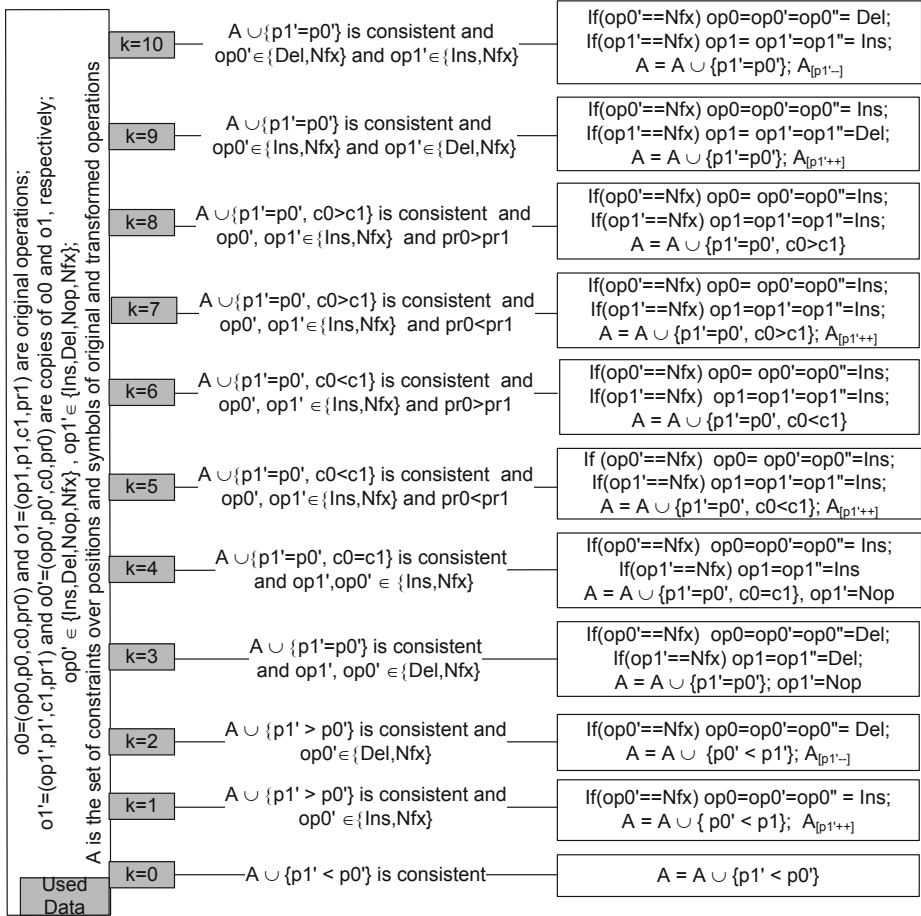 o0=(op0,p0,c0,pr0) and o1=(op1,p1,c1,pr1) are original operations;
o1'=(op1',p1',c1,pr1) and o0'=(op0',p0',c0,pr0) are copies of o0 and o1, respectively;
op0' ∈ {Ins,Del,Nop,Nfx} , op1' ∈ {Ins,Del,Nop,Nfx};
A is the set of constraints over positions and symbols of original and transformed operations
Used
Data
k=10
A ∪{p1'=p0'} is consistent and
op0'∈{Del,Nfx} and op1'∈{Ins,Nfx}
If(op0'==Nfx) op0=op0'=op0"= Del;
If(op1'==Nfx) op1= op1'=op1"= Ins;
A = A ∪ {p1'=p0'}; A[p1'--]
k=9
A ∪{p1'=p0'} is consistent and
op0'∈{Ins,Nfx} and op1'∈{Del,Nfx}
If(op0'==Nfx) op0=op0'=op0"= Ins;
If(op1'==Nfx) op1= op1'=op1"=Del;
A = A ∪ {p1'=p0'}; A[p1'++]
k=8
A ∪{p1'=p0', c0>c1} is consistent and
op0', op1'∈{Ins,Nfx} and pr0>pr1
If(op0'==Nfx) op0= op0'=op0"=Ins;
If(op1'==Nfx) op1=op1'=op1"=Ins;
A = A ∪ {p1'=p0', c0>c1}
k=7
A ∪{p1'=p0', c0>c1} is consistent and
op0', op1'∈{Ins,Nfx} and pr0<pr1
If(op0'==Nfx) op0= op0'=op0"=Ins;
If(op1'==Nfx) op1=op1'=op1"=Ins;
A = A ∪ {p1'=p0', c0>c1}; A[p1'++]
k=6
A ∪{p1'=p0', c0<c1} is consistent and
op0', op1' ∈{Ins,Nfx} and pr0>pr1
If(op0'==Nfx) op0= op0'=op0"=Ins;
If(op1'==Nfx) op1=op1'=op1"=Ins;
A = A ∪ {p1'=p0', c0<c1}
k=5
A ∪{p1'=p0', c0<c1} is consistent and
op0', op1'∈{Ins,Nfx} and pr0<pr1
If (op0'==Nfx) op0= op0'=op0"=Ins;
If(op1'==Nfx) op1=op1'=op1"=Ins;
A = A ∪ {p1'=p0', c0<c1}; A[p1'++]
k=4
A ∪{p1'=p0', c0=c1} is consistent
and op1',op0' ∈ {Ins,Nfx}
If(op0'==Nfx) op0=op0'=op0"= Ins;
If(op1'==Nfx) op1=op1"=Ins
A = A ∪ {p1'=p0', c0=c1}, op1'=Nop
k=3
A ∪ {p1'=p0'} is consistent
and op1', op0' ∈{Del,Nfx}
If(op0'==Nfx) op0=op0'=op0"=Del;
If(op1'==Nfx) op1=op1"=Del;
A = A ∪ {p1'=p0'}; op1'=Nop
k=2
A ∪ {p1' > p0'} is consistent and
op0'∈{Del,Nfx}
If(op0'==Nfx) op0=op0'=op0"= Del;
A = A ∪ {p0' < p1'}; A[p1'--]
k=1
A ∪ {p1' > p0'} is consistent and
op0' ∈{Ins,Nfx}
If(op0'==Nfx) op0=op0'=op0" = Ins;
A = A ∪ { p0' < p1}; A[p1'++]
k=0
A ∪ {p1' < p0'} is consistent
A = A ∪ {p1' < p0'}